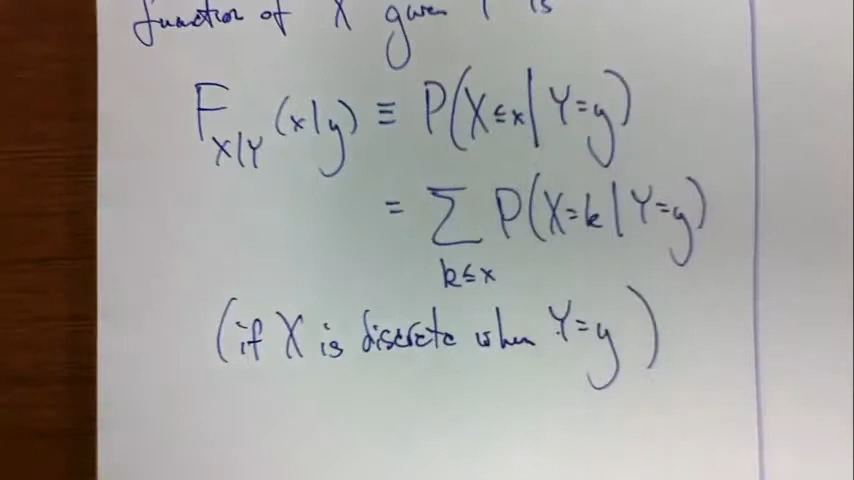 function of X given Y is
F_{X|Y}(x|y) ≡ P(X≤x|Y=y)
= ∑_{k≤x} P(X=k|Y=y)
(if X is discrete when Y=y)